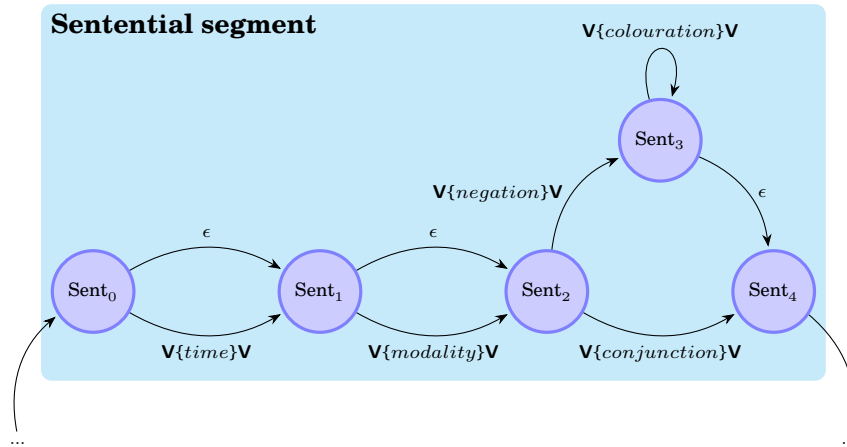 Sentential segment
V{colouration}V
Sent₃
V{negation}V
ϵ
ϵ
ϵ
Sent₀
Sent₁
Sent₂
Sent₄
V{time}V
V{modality}V
V{conjunction}V
...